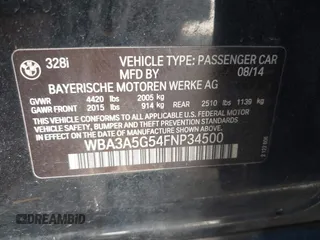 328i
VEHICLE TYPE: PASSENGER CAR
MFD BY 08/14
BAYERISCHE MOTOREN WERKE AG
GVWR 4420 lbs 2005 kg
GAWR FRONT 2015 lbs 914 kg REAR 2510 lbs 1139 kg
THIS VEHICLE CONFORMS TO ALL APPLICABLE U.S.
FEDERAL MOTOR VEHICLE SAFETY, BUMPER, AND
THEFT PREVENTION STANDARDS IN EFFECT ON THE
DATE OF MANUFACTURE SHOWN ABOVE.
WBA3A5G54FNP34500
DREAMBID